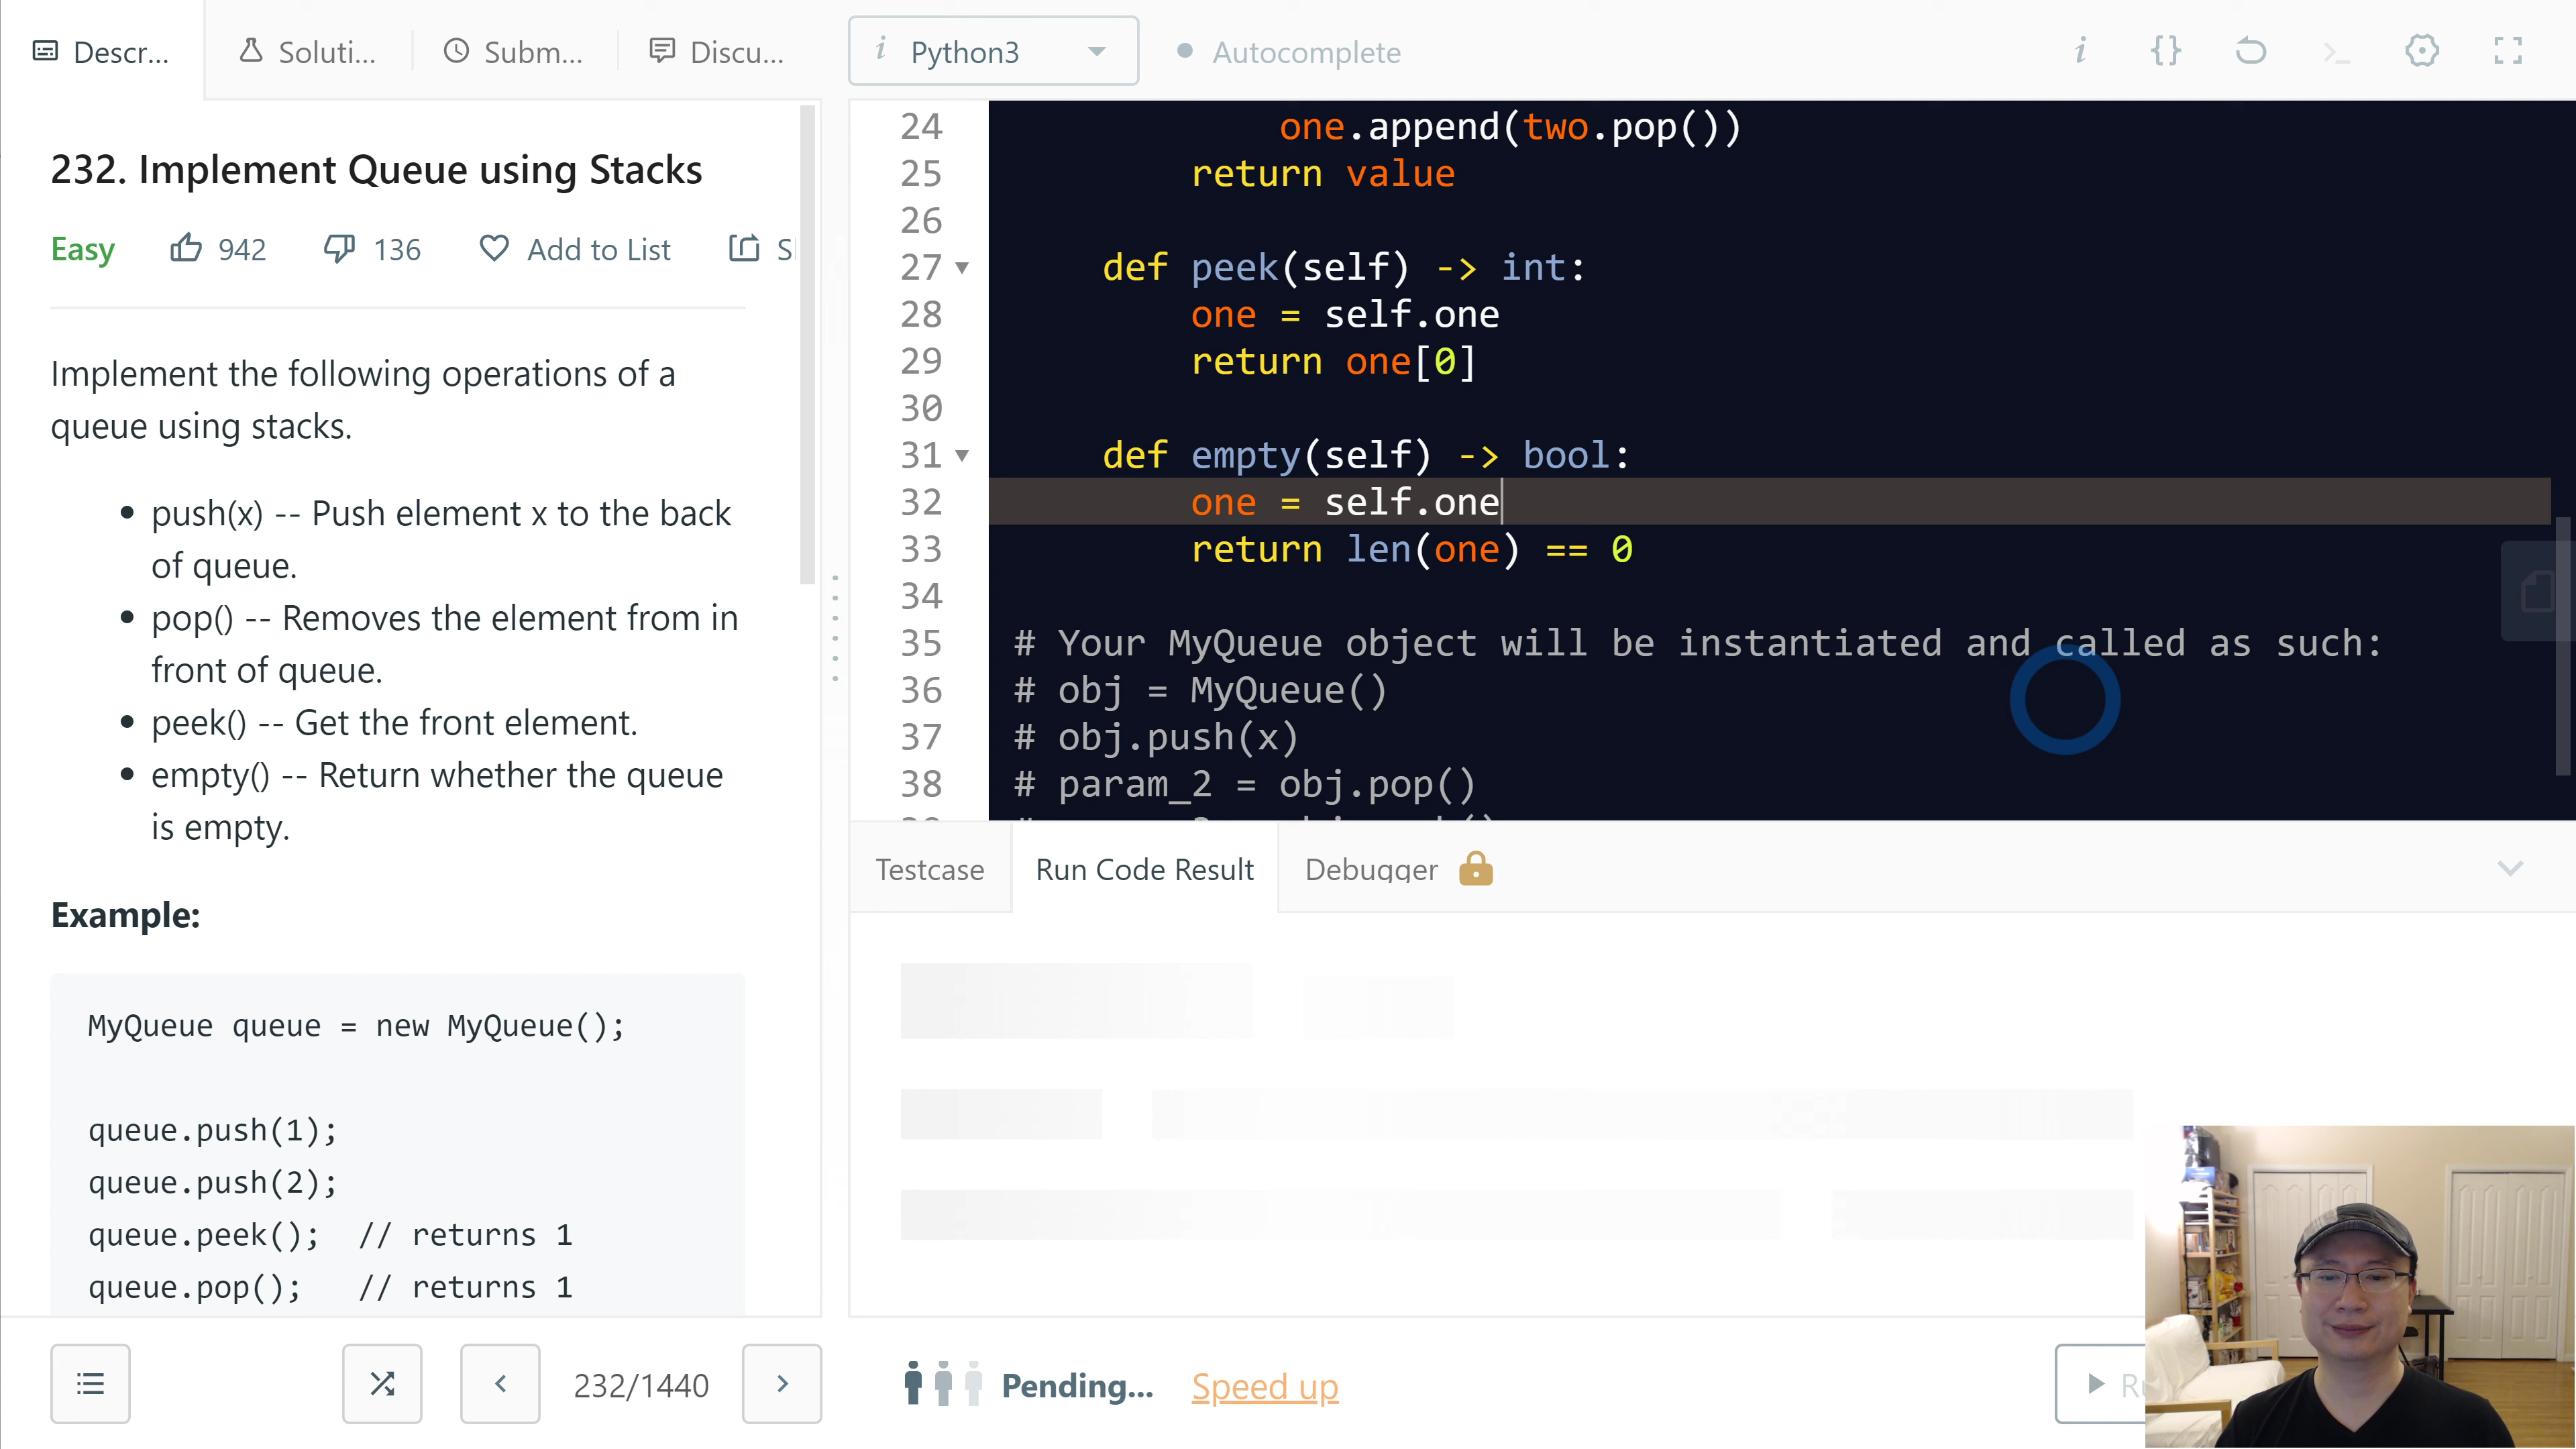 Descr...
Soluti...
Subm...
Discu...
232. Implement Queue using Stacks
Easy
942
136
Add to List
Implement the following operations of a
queue using stacks.
• push(x) -- Push element x to the back
of queue.
• pop() -- Removes the element from in
front of queue.
• peek() -- Get the front element.
• empty() -- Return whether the queue
is empty.
Example:
MyQueue queue = new MyQueue();
queue.push(1);
queue.push(2);
queue.peek();  // returns 1
queue.pop();   // returns 1
232/1440
i Python3
Autocomplete
i {} >_
24 one.append(two.pop())
25 return value
26
27 def peek(self) -> int:
28 one = self.one
29 return one[0]
30
31 def empty(self) -> bool:
32 one = self.one
33 return len(one) == 0
34
35 # Your MyQueue object will be instantiated and called as such:
36 # obj = MyQueue()
37 # obj.push(x)
38 # param_2 = obj.pop()
Testcase
Run Code Result
Debugger
Pending...
Speed up